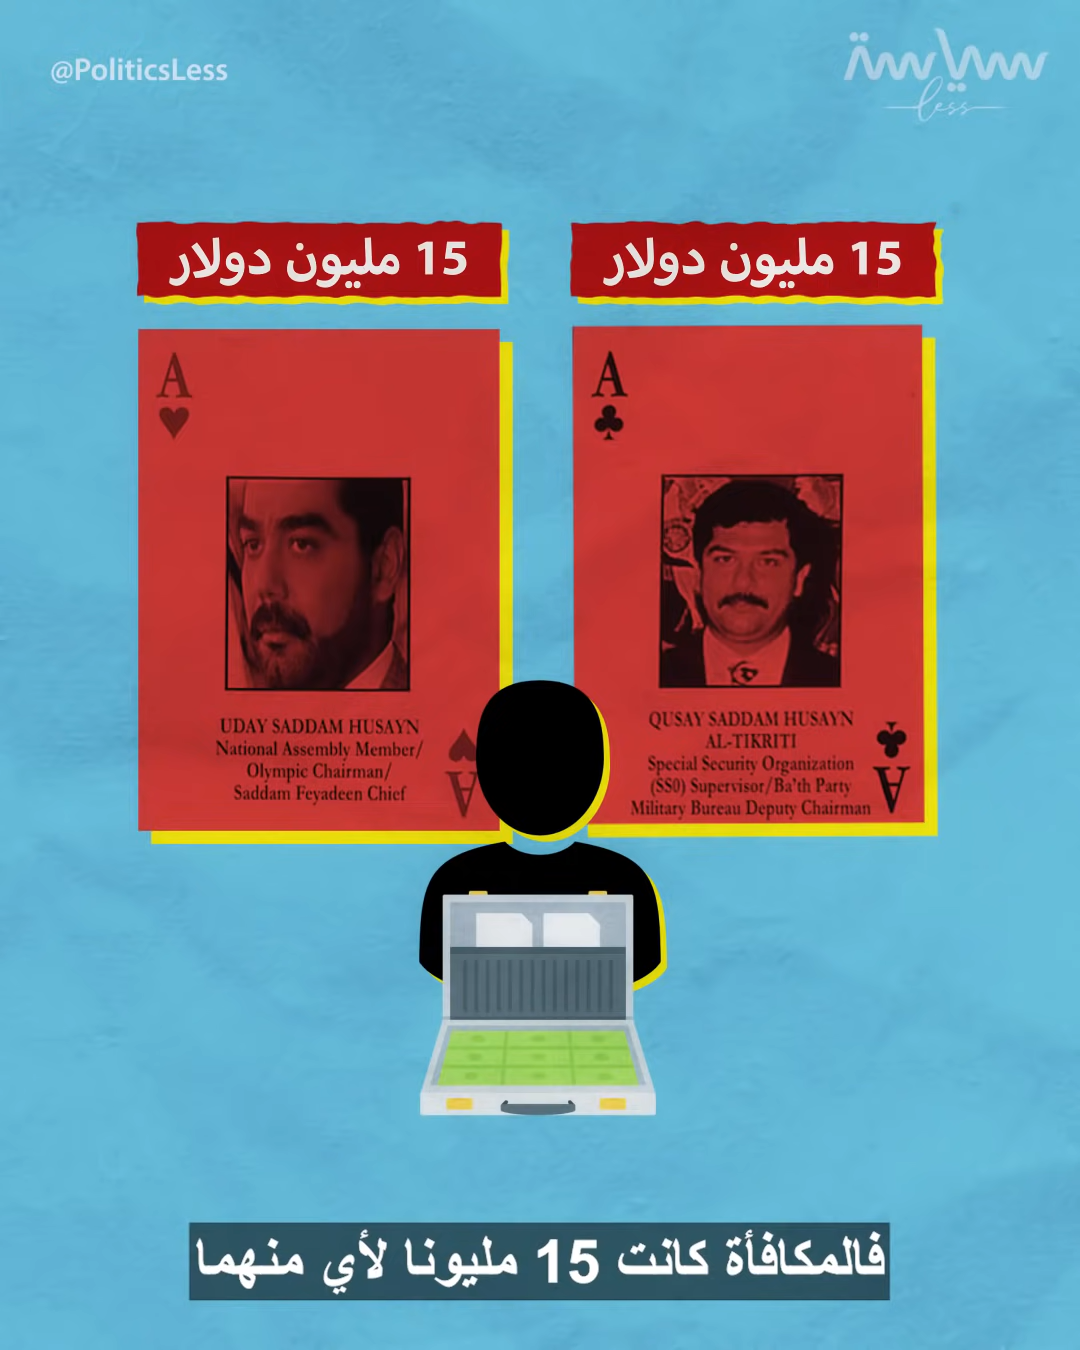 @PoliticsLess
سياسة
less
15 مليون دولار
15 مليون دولار
A
UDAY SADDAM HUSAYN
National Assembly Member/
Olympic Chairman/
Saddam Feyadeen Chief
A
A
QUSAY SADDAM HUSAYN
AL-TIKRITI
Special Security Organization
(SS0) Supervisor/Ba'th Party
Military Bureau Deputy Chairman
A
فالمكافأة كانت 15 مليونا لأي منهما